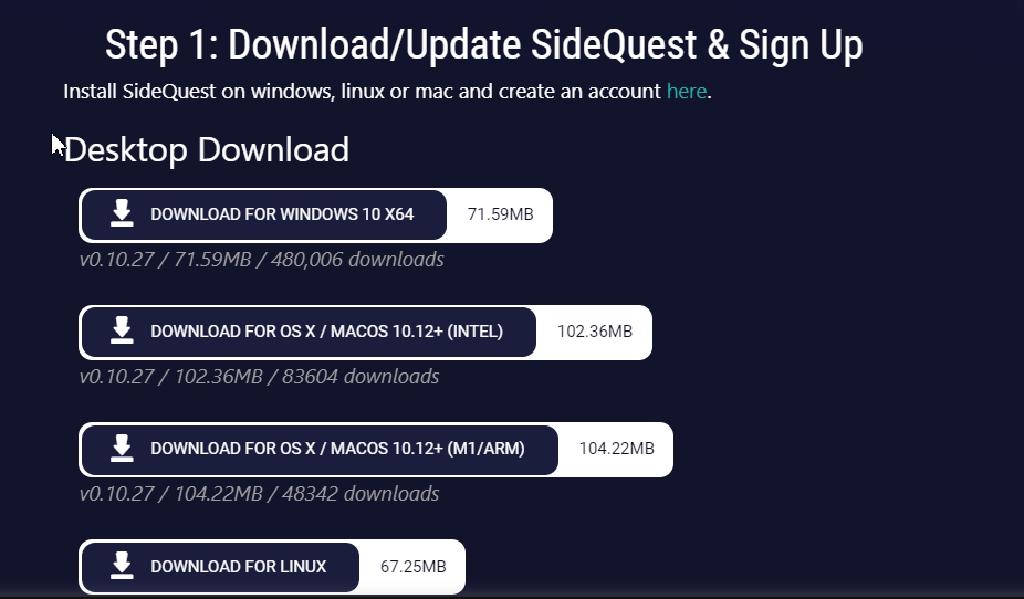 Step 1: Download/Update SideQuest & Sign Up
Install SideQuest on windows, linux or mac and create an account here.
Desktop Download
DOWNLOAD FOR WINDOWS 10 X64 71.59MB
v0.10.27 / 71.59MB / 480,006 downloads
DOWNLOAD FOR OS X / MACOS 10.12+ (INTEL) 102.36MB
v0.10.27 / 102.36MB / 83604 downloads
DOWNLOAD FOR OS X / MACOS 10.12+ (M1/ARM) 104.22MB
v0.10.27 / 104.22MB / 48342 downloads
DOWNLOAD FOR LINUX 67.25MB